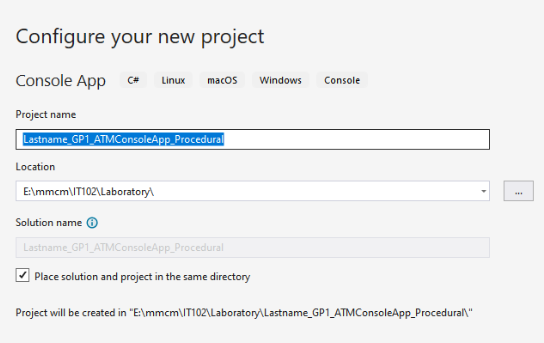 Configure your new project
Console App C# Linux macOS Windows Console
Project name
Lastname_GP1_ATMConsoleApp_Procedural
Location
E:\mmcm\IT102\Laboratory\ ...
Solution name
Lastname_GP1_ATMConsoleApp_Procedural
Place solution and project in the same directory
Project will be created in "E:\mmcm\IT102\Laboratory\Lastname_GP1_ATMConsoleApp_Procedural\"